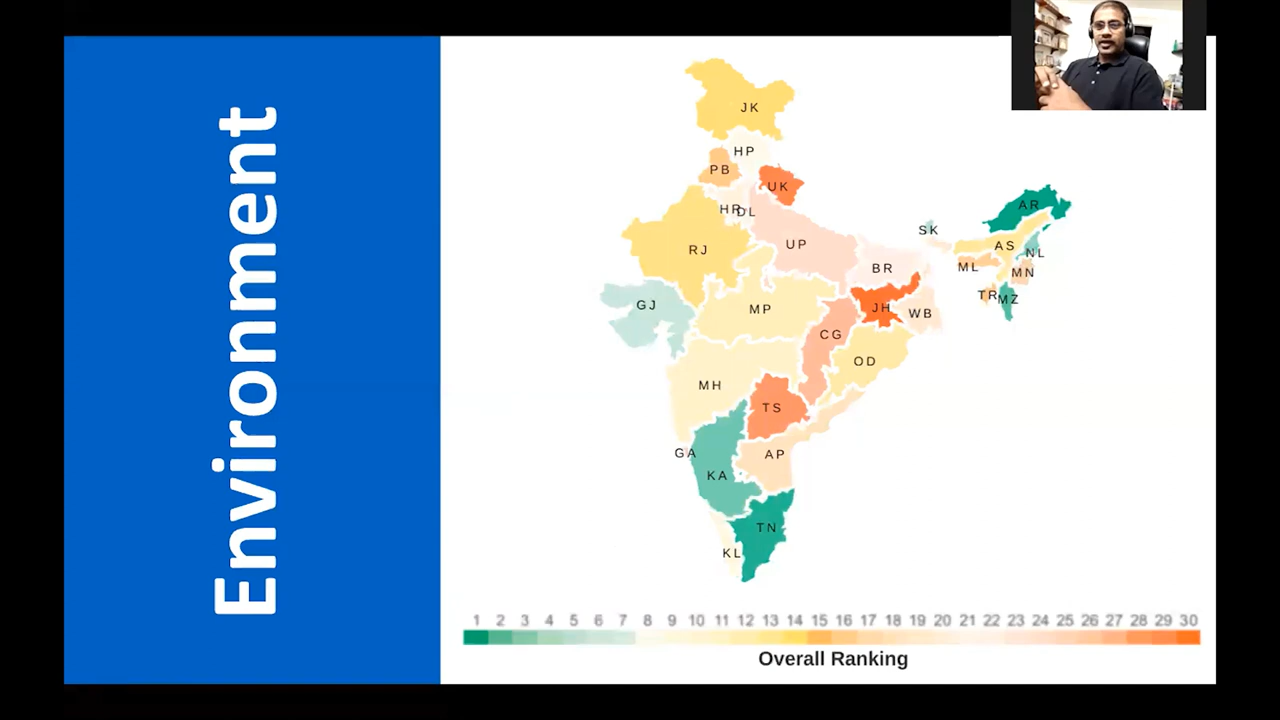 Environment
JK
HP
PB
UK
HR
DL
AR
SK
AS
RJ
UP
NL
BR
ML
MN
TR
MZ
GJ
MP
JH
WB
CG
OD
MH
TS
GA
AP
KA
TN
KL
1 2 3 4 5 6 7 8 9 10 11 12 13 14 15 16 17 18 19 20 21 22 23 24 25 26 27 28 29 30
Overall Ranking